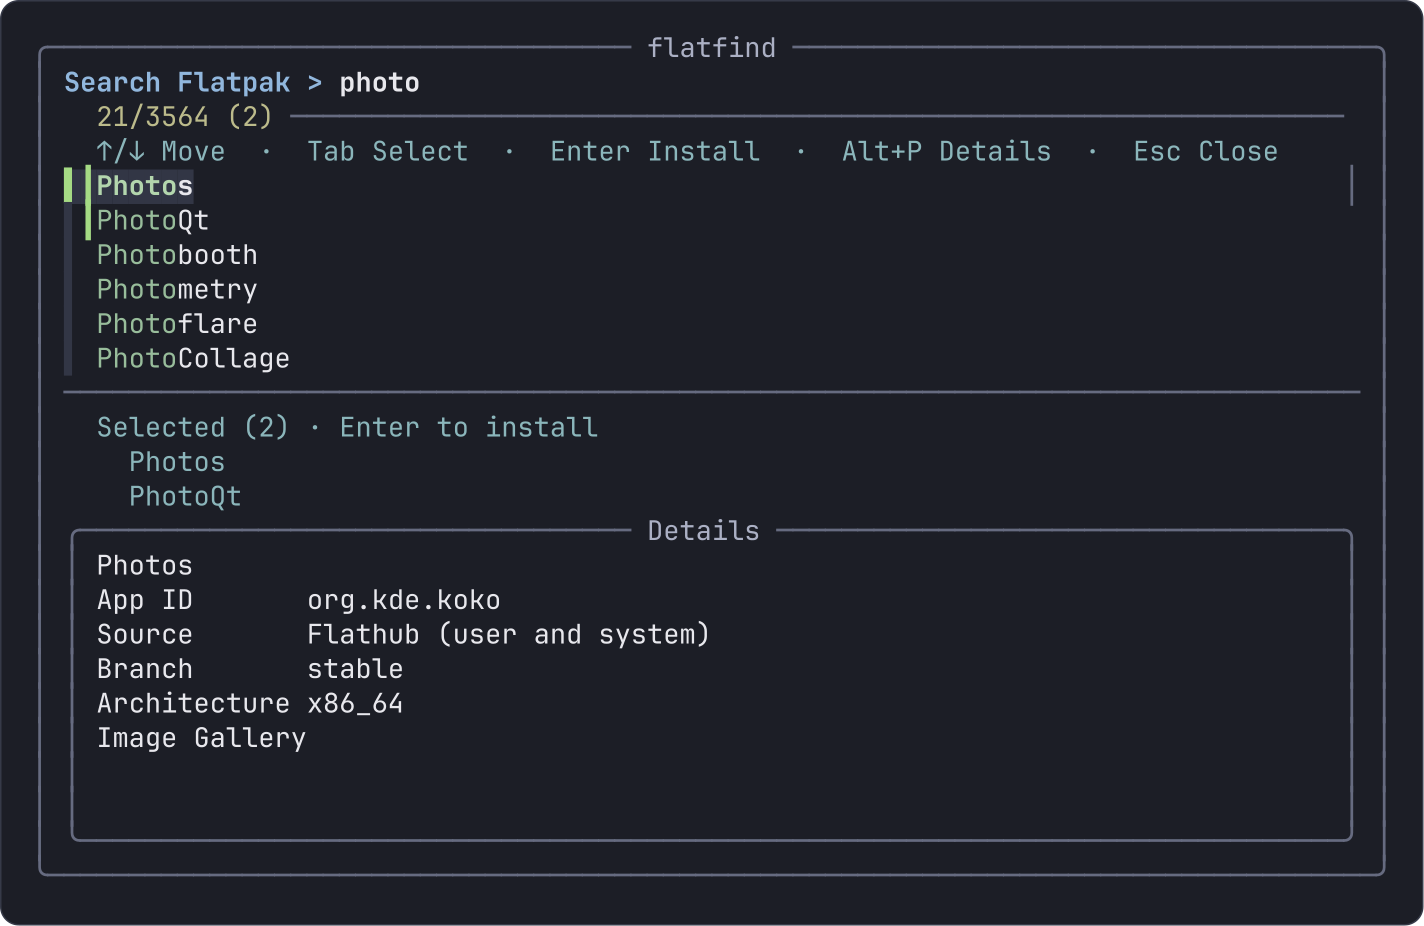 flatfind
Search Flatpak > photo
21/3564 (2)
↑/↓ Move · Tab Select · Enter Install · Alt+P Details · Esc Close
Photos
PhotoQt
Photobooth
Photometry
Photoflare
PhotoCollage
Selected (2) · Enter to install
Photos
PhotoQt
Details
Photos
App ID org.kde.koko
Source Flathub (user and system)
Branch stable
Architecture x86_64
Image Gallery